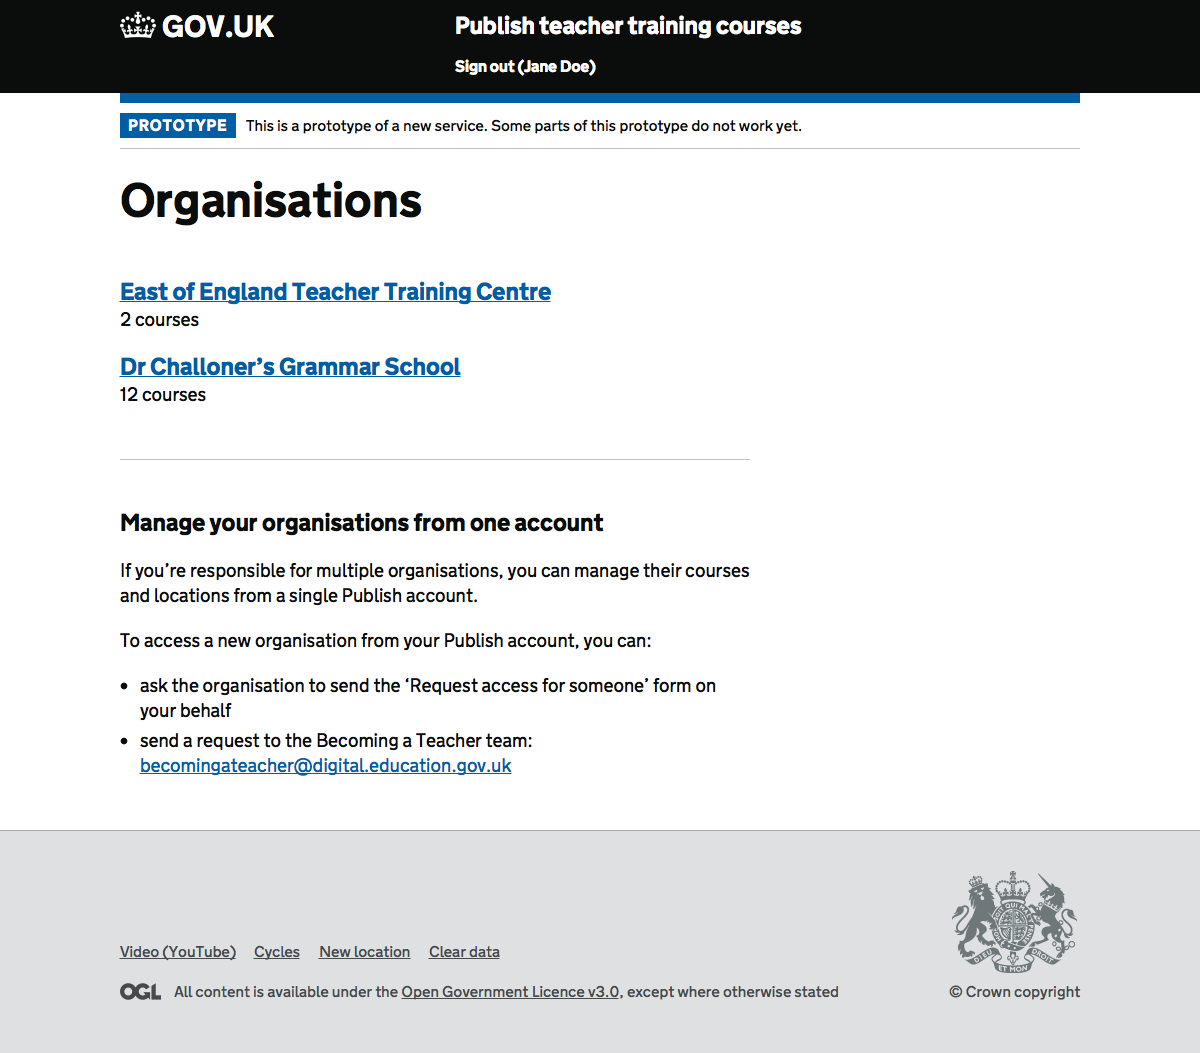 GOV.UK
Publish teacher training courses
Sign out (Jane Doe)
PROTOTYPE This is a prototype of a new service. Some parts of this prototype do not work yet.
Organisations
East of England Teacher Training Centre
2 courses
Dr Challoner’s Grammar School
12 courses
Manage your organisations from one account
If you’re responsible for multiple organisations, you can manage their courses
and locations from a single Publish account.
To access a new organisation from your Publish account, you can:
• ask the organisation to send the ‘Request access for someone’ form on
your behalf
• send a request to the Becoming a Teacher team:
becomingateacher@digital.education.gov.uk
Video (YouTube) Cycles New location Clear data
DIEU ET MON DROIT
OGL All content is available under the Open Government Licence v3.0, except where otherwise stated
© Crown copyright